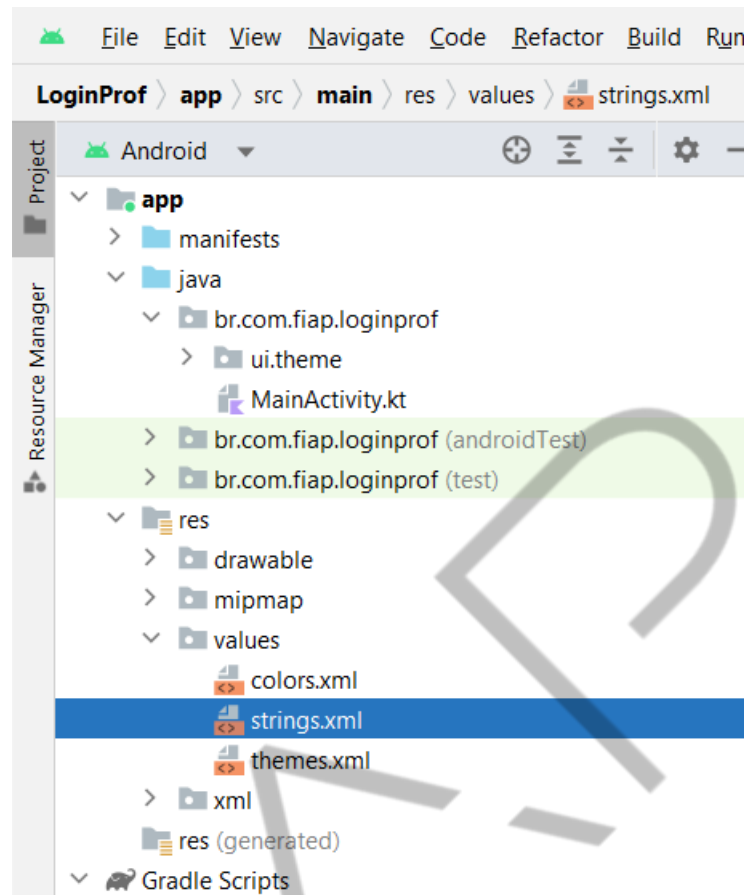 File Edit View Navigate Code Refactor Build Run
LoginProf app src main res values strings.xml
Project
Resource Manager
Android
app
manifests
java
br.com.fiap.loginprof
ui.theme
MainActivity.kt
br.com.fiap.loginprof (androidTest)
br.com.fiap.loginprof (test)
res
drawable
mipmap
values
colors.xml
strings.xml
themes.xml
xml
res (generated)
Gradle Scripts